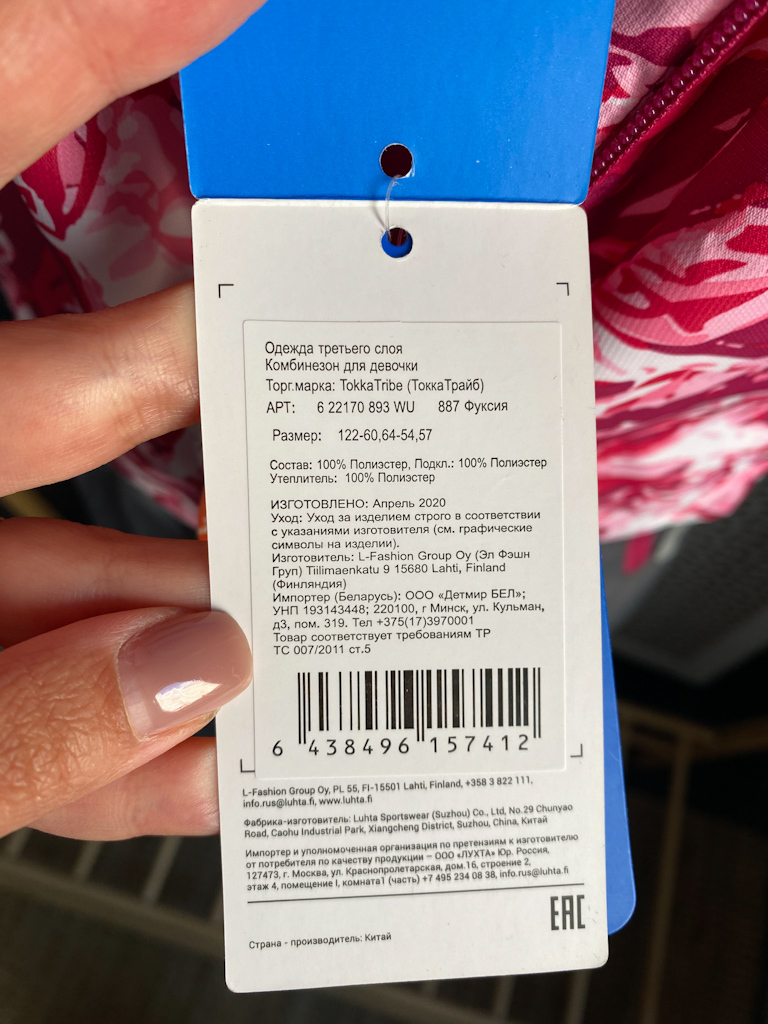 Одежда третьего слоя
Комбинезон для девочки
Торг.марка: TokkaTribe (ТоккаТрайб)
АРТ: 6 22170 893 WU 887 Фуксия
Размер: 122-60,64-54,57
Состав: 100% Полиэстер, Подкл.: 100% Полиэстер
Утеплитель: 100% Полиэстер
ИЗГОТОВЛЕНО: Апрель 2020
Уход: Уход за изделием строго в соответствии
с указаниями изготовителя (см. графические
символы на изделии).
Изготовитель: L-Fashion Group Oy (Эл Фэшн
Груп) Tiilimaenkatu 9 15680 Lahti, Finland
(Финляндия)
Импортер (Беларусь): ООО «Детмир БЕЛ»;
УНП 193143448; 220100, г Минск, ул. Кульман,
д3, пом. 319. Тел +375(17)3970001
Товар соответствует требованиям ТР
ТС 007/2011 ст.5
6 438496 157412
L-Fashion Group Oy, PL 55, FI-15501 Lahti, Finland, +358 3 822 111,
info.rus@luhta.fi, www.luhta.fi
Фабрика-изготовитель: Luhta Sportswear (Suzhou) Co., Ltd, No.29 Chunyao
Road, Caohu Industrial Park, Xiangcheng District, Suzhou, China, Китай
Импортер и уполномоченная организация по претензиям к изготовителю
от потребителя по качеству продукции – ООО «ЛУХТА» Юр. Россия,
127473, г. Москва, ул. Краснопролетарская, дом.16, строение 2,
этаж 4, помещение I, комната1 (часть) +7 495 234 08 38, info.rus@luhta.fi
EAC
Страна - производитель: Китай